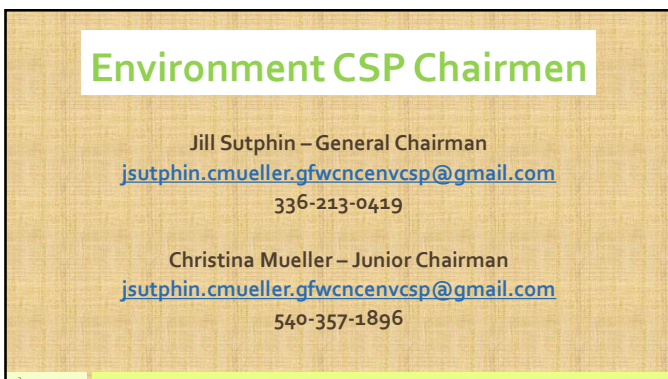 Environment CSP Chairmen
Jill Sutphin – General Chairman
jsutphin.cmueller.gfwcncenvcsp@gmail.com
336-213-0419
Christina Mueller – Junior Chairman
jsutphin.cmueller.gfwcncenvcsp@gmail.com
540-357-1896